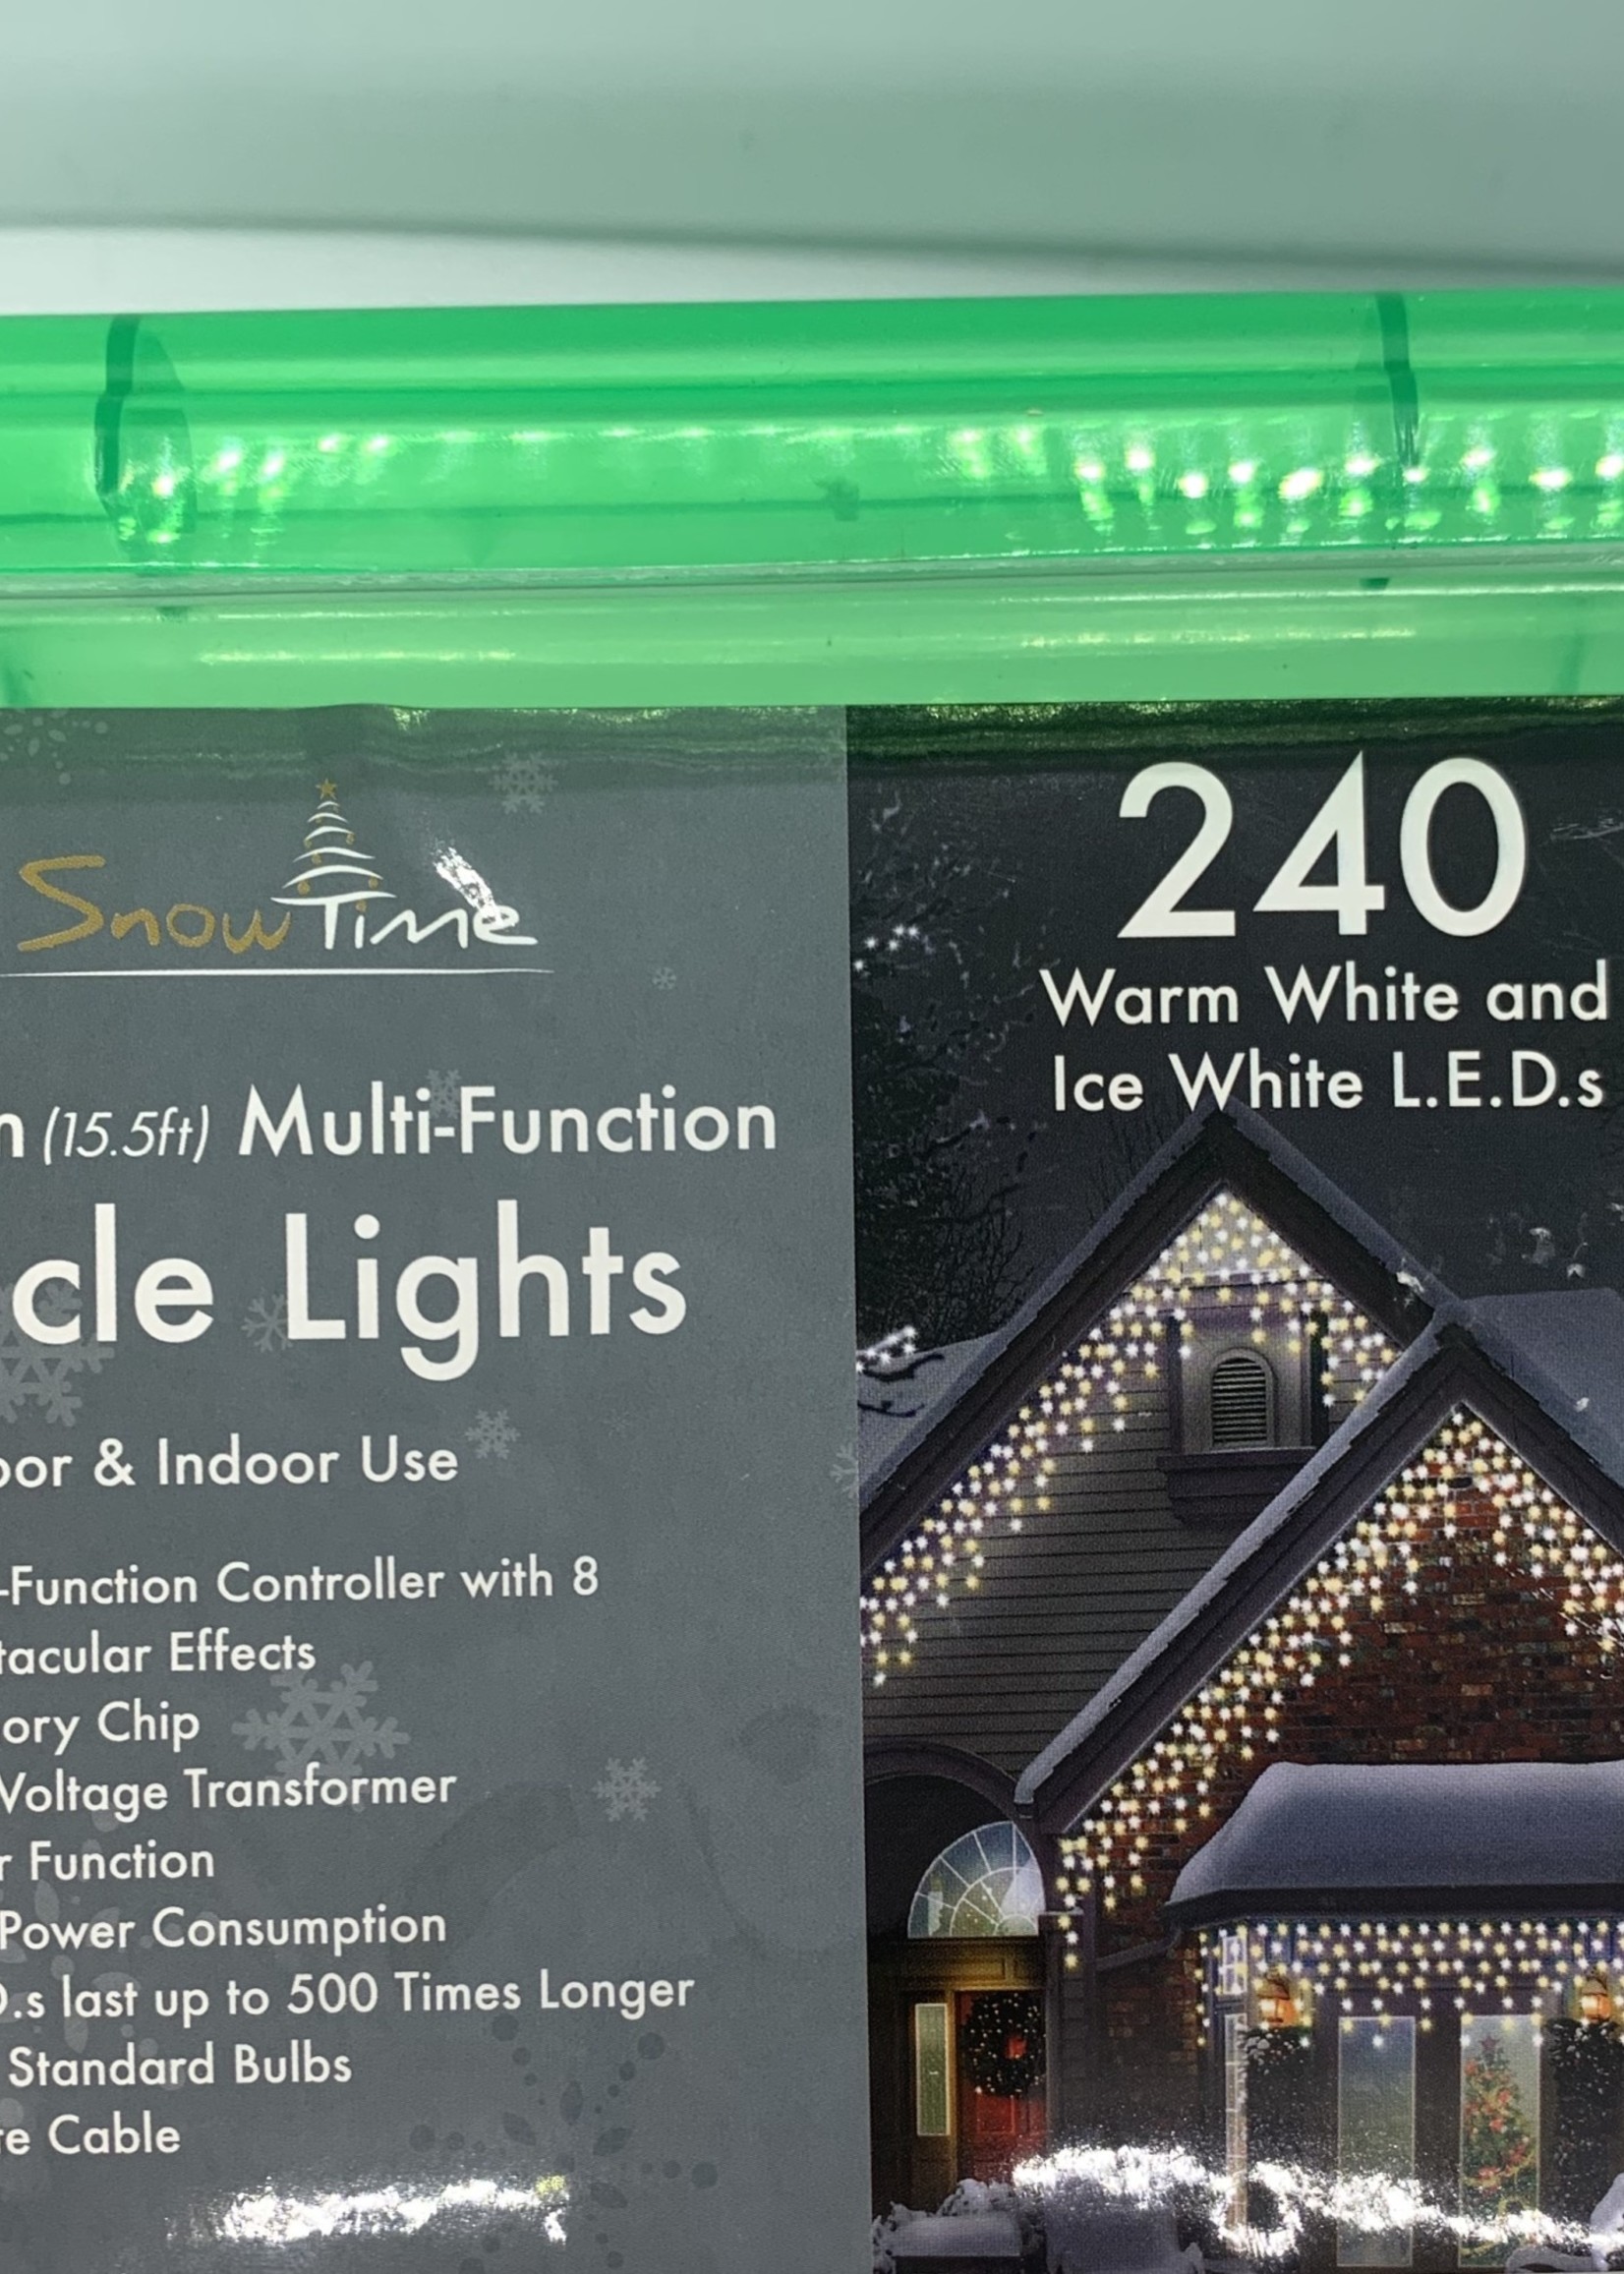 SnowTime
240
Warm White and
Ice White L.E.D.s
(15.5ft) Multi-Function
cle Lights
oor & Indoor Use
-Function Controller with 8
tacular Effects
ory Chip
Voltage Transformer
r Function
Power Consumption
D.s last up to 500 Times Longer
Standard Bulbs
te Cable